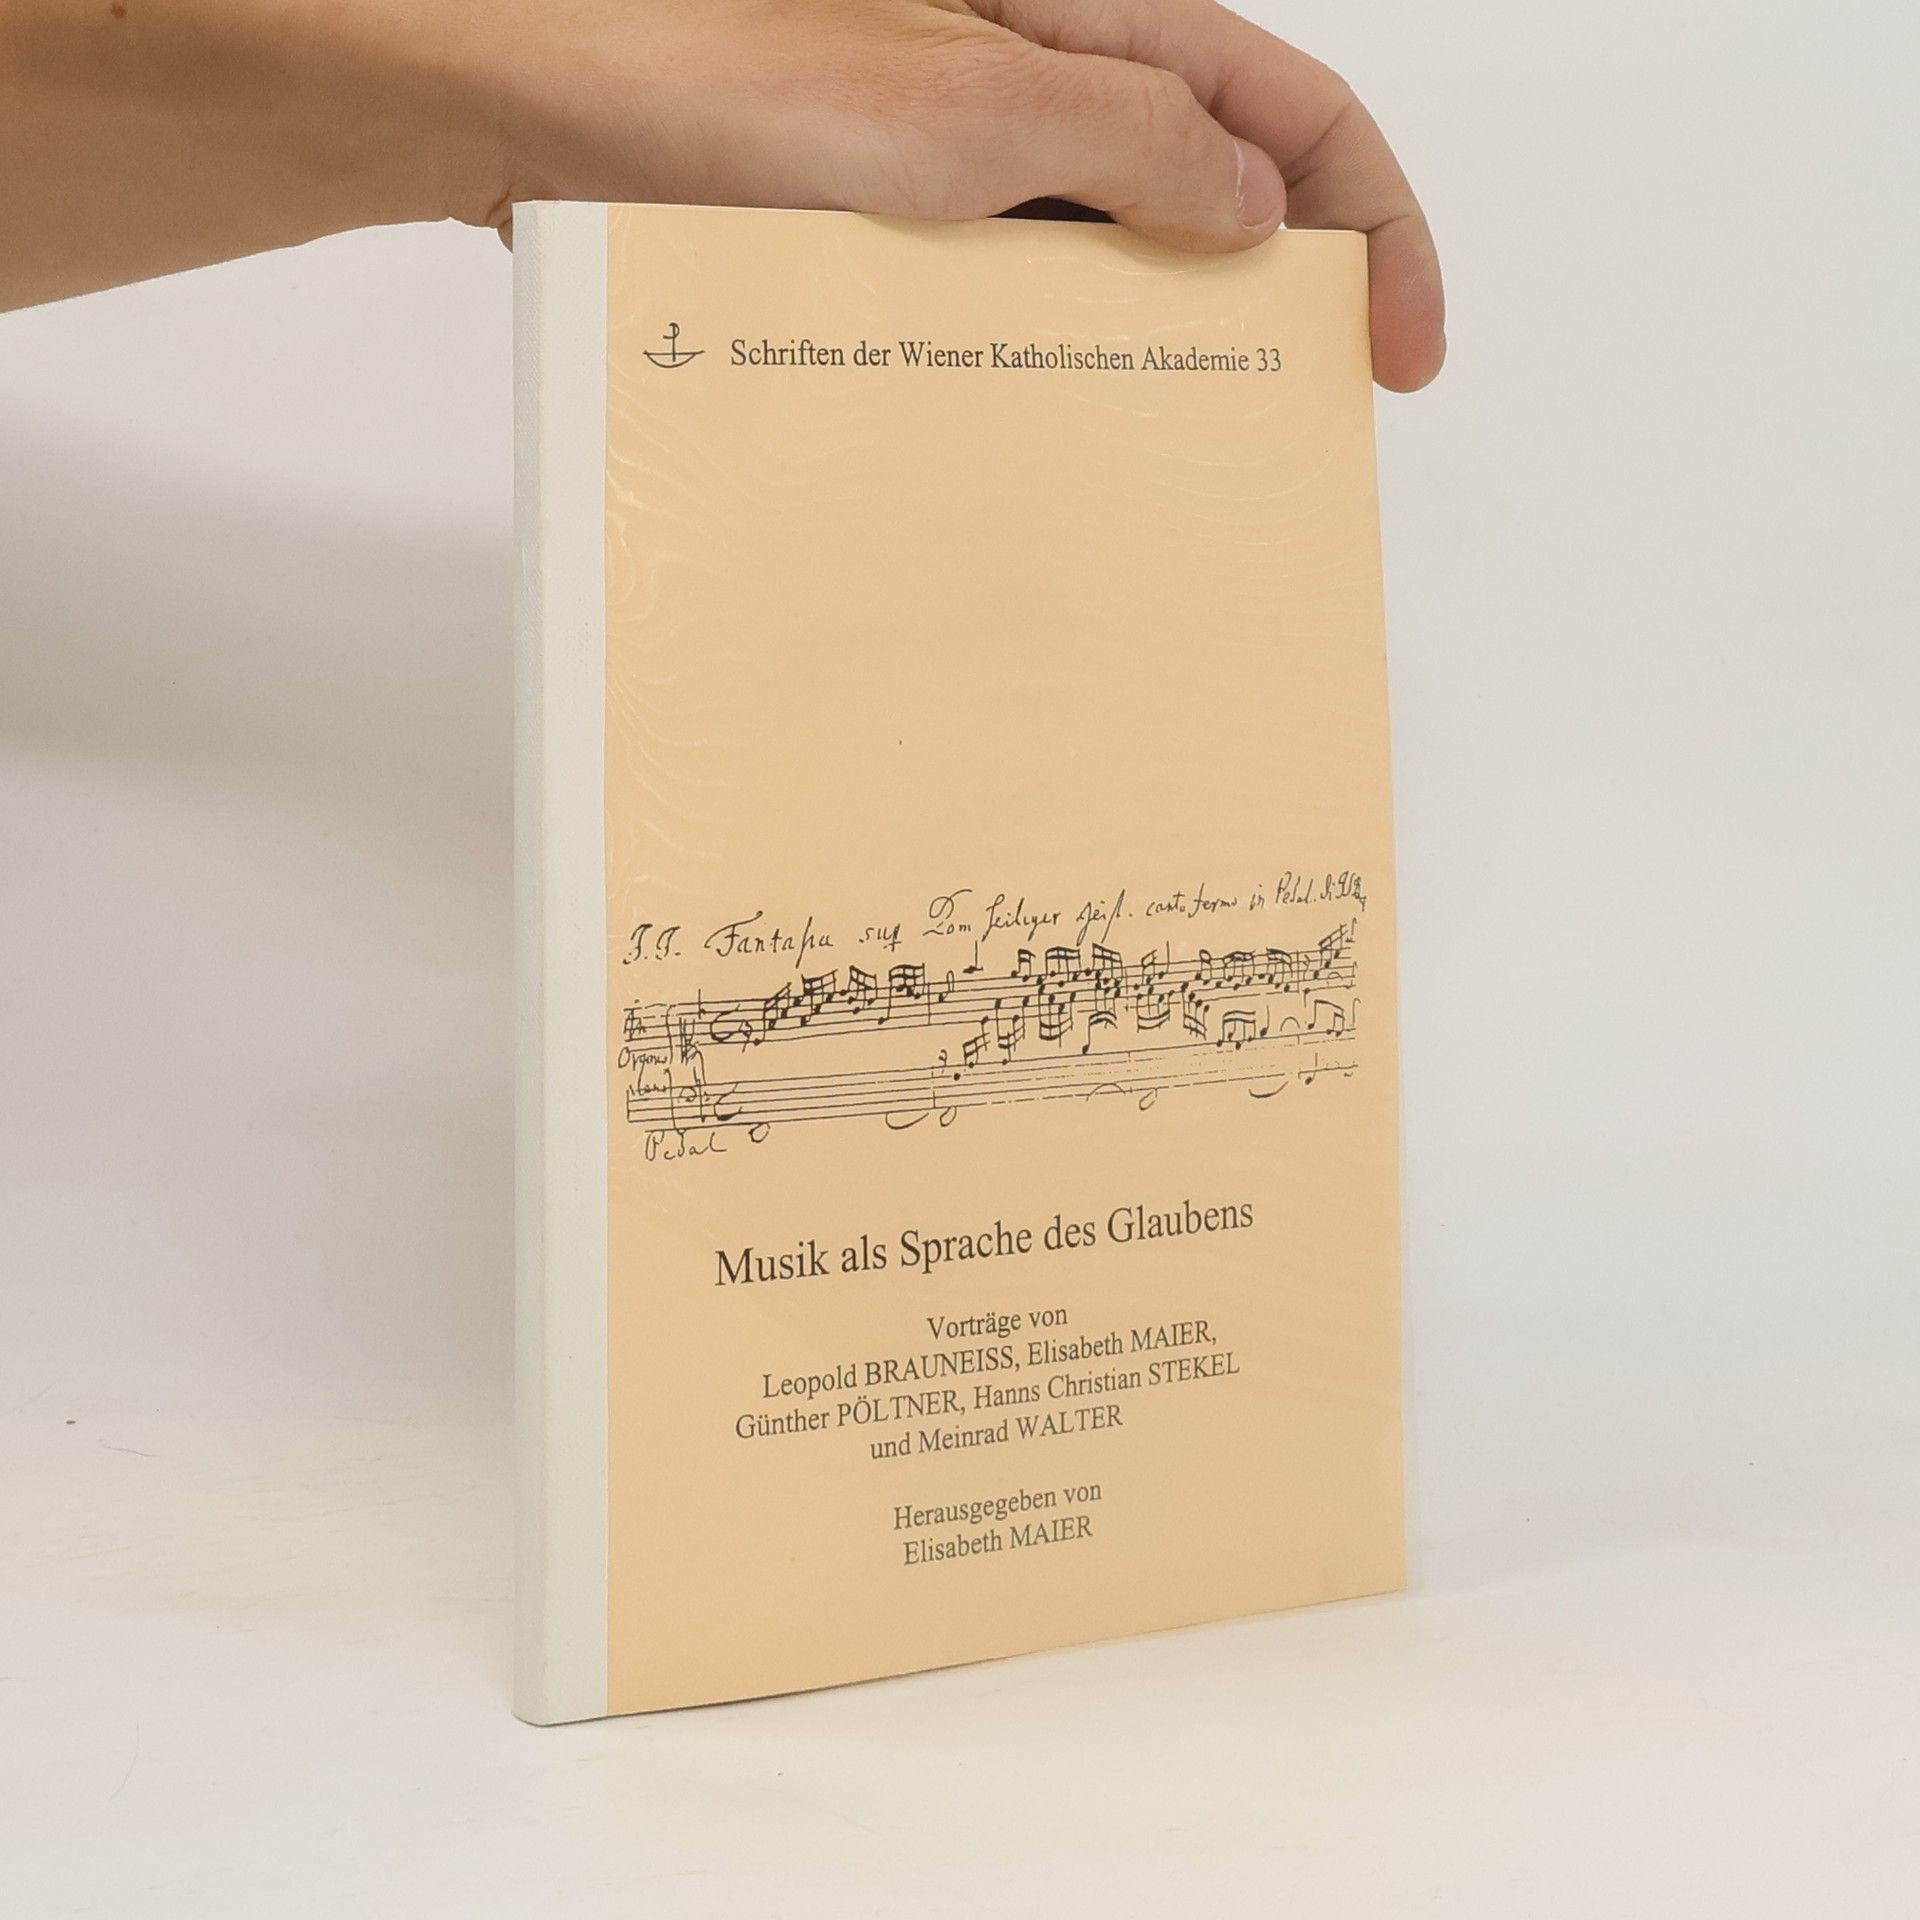 Schriften der Wiener Katholischen Akademie 33
J.J. Fantasia sup Kom heiliger Geist. canto fermo in Pedal. di
Organo
Pedal
Musik als Sprache des Glaubens
Vorträge von
Leopold BRAUNEISS, Elisabeth MAIER,
Günther PÖLTNER, Hanns Christian STEKEL
und Meinrad WALTER
Herausgegeben von
Elisabeth MAIER